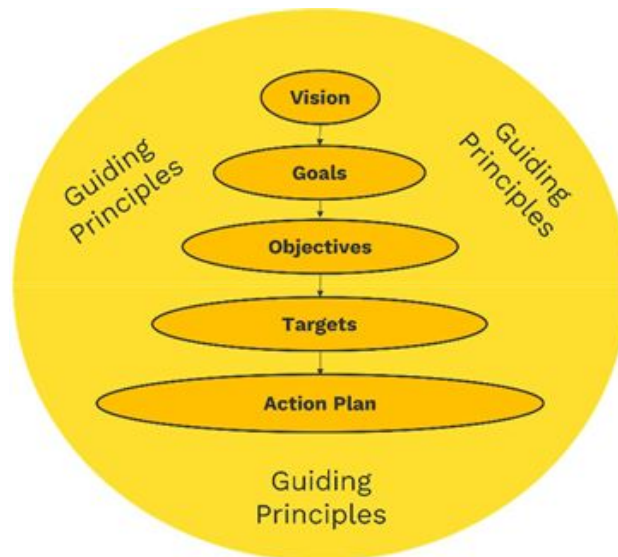 Vision
Guiding
Principles
Guiding
Principles
Goals
Objectives
Targets
Action Plan
Guiding
Principles